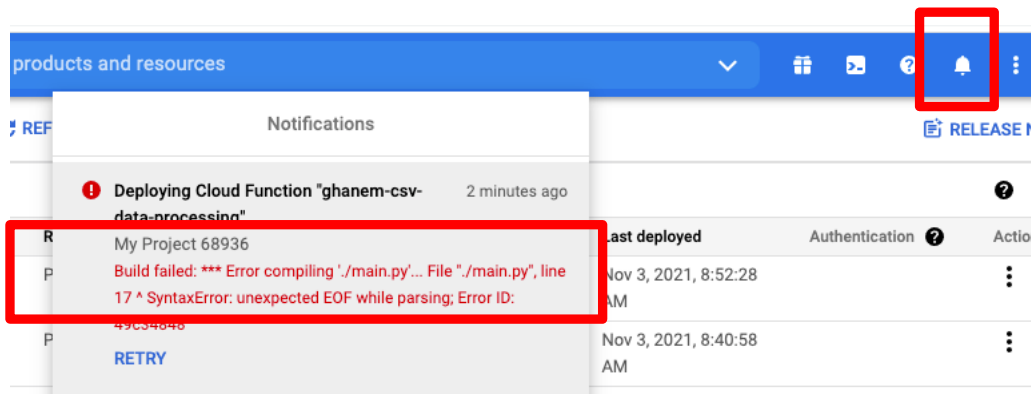 products and resources
REF
Notifications
RELEASE N
Deploying Cloud Function "ghanem-csv-
2 minutes ago
data-processing"
R
My Project 68936
Last deployed
Authentication
Actio
P
Build failed: *** Error compiling './main.py'... File "./main.py", line
Nov 3, 2021, 8:52:28
17 ^ SyntaxError: unexpected EOF while parsing; Error ID:
AM
49c34848
P
Nov 3, 2021, 8:40:58
RETRY
AM